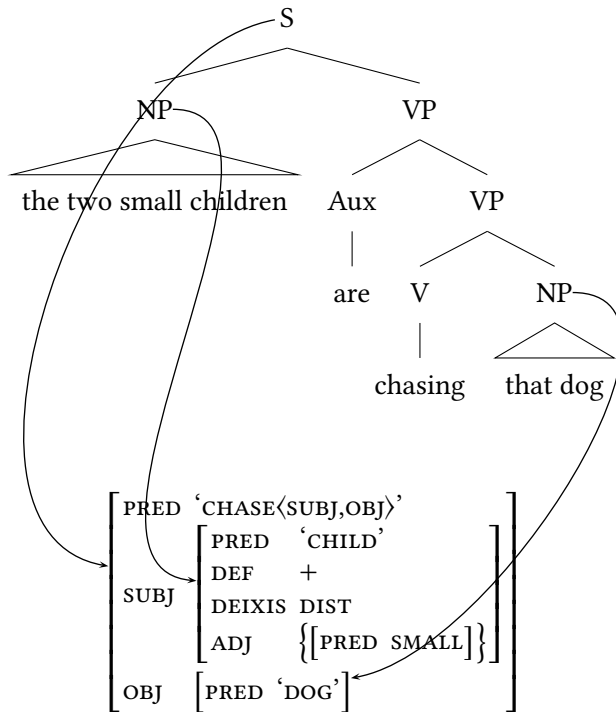 S
NP VP
the two small children Aux VP
are V NP
chasing that dog
PRED ‘CHASE⟨SUBJ,OBJ⟩’
PRED ‘CHILD’
DEF +
SUBJ
DEIXIS DIST
ADJ {[PRED SMALL]}
OBJ [PRED ‘DOG’]